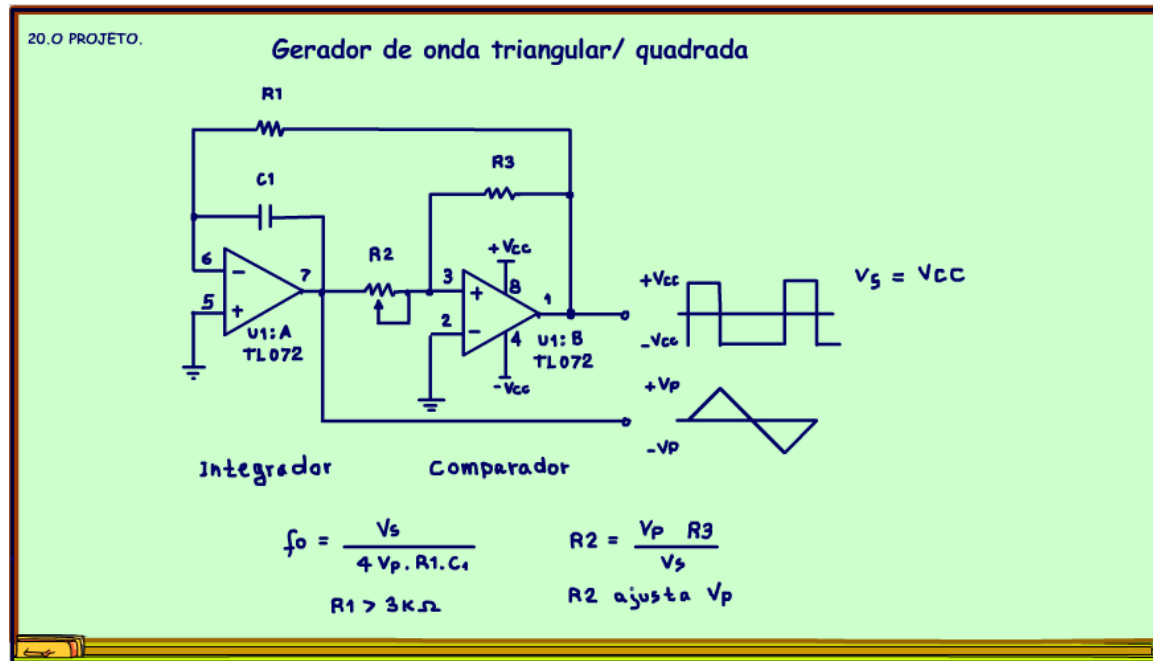 20.O PROJETO.
Gerador de onda triangular/ quadrada
R1
R3
C1
R2
+Vcc
6
-
7
3
+
8
1
5
+
2
-
4
U1:A
TL072
U1:B
TL072
-Vcc
+Vcc
-Vcc
VS = VCC
+Vp
-Vp
Integrador
Comparador
fo = Vs / 4 Vp. R1. C1
R2 = Vp R3 / Vs
R1 > 3KΩ
R2 ajusta Vp